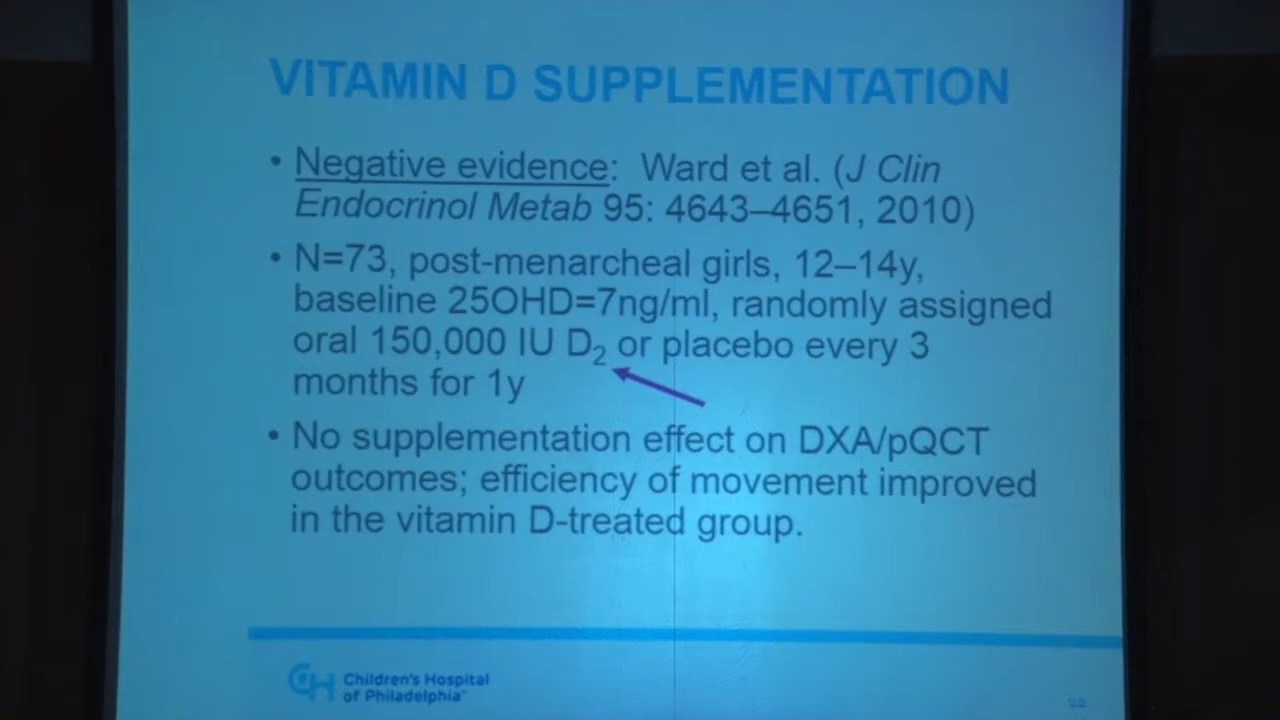 VITAMIN D SUPPLEMENTATION
• Negative evidence: Ward et al. (J Clin
Endocrinol Metab 95: 4643–4651, 2010)
• N=73, post-menarcheal girls, 12–14y,
baseline 25OHD=7ng/ml, randomly assigned
oral 150,000 IU D₂ or placebo every 3
months for 1y
• No supplementation effect on DXA/pQCT
outcomes; efficiency of movement improved
in the vitamin D-treated group.
CH Children's Hospital
of Philadelphia